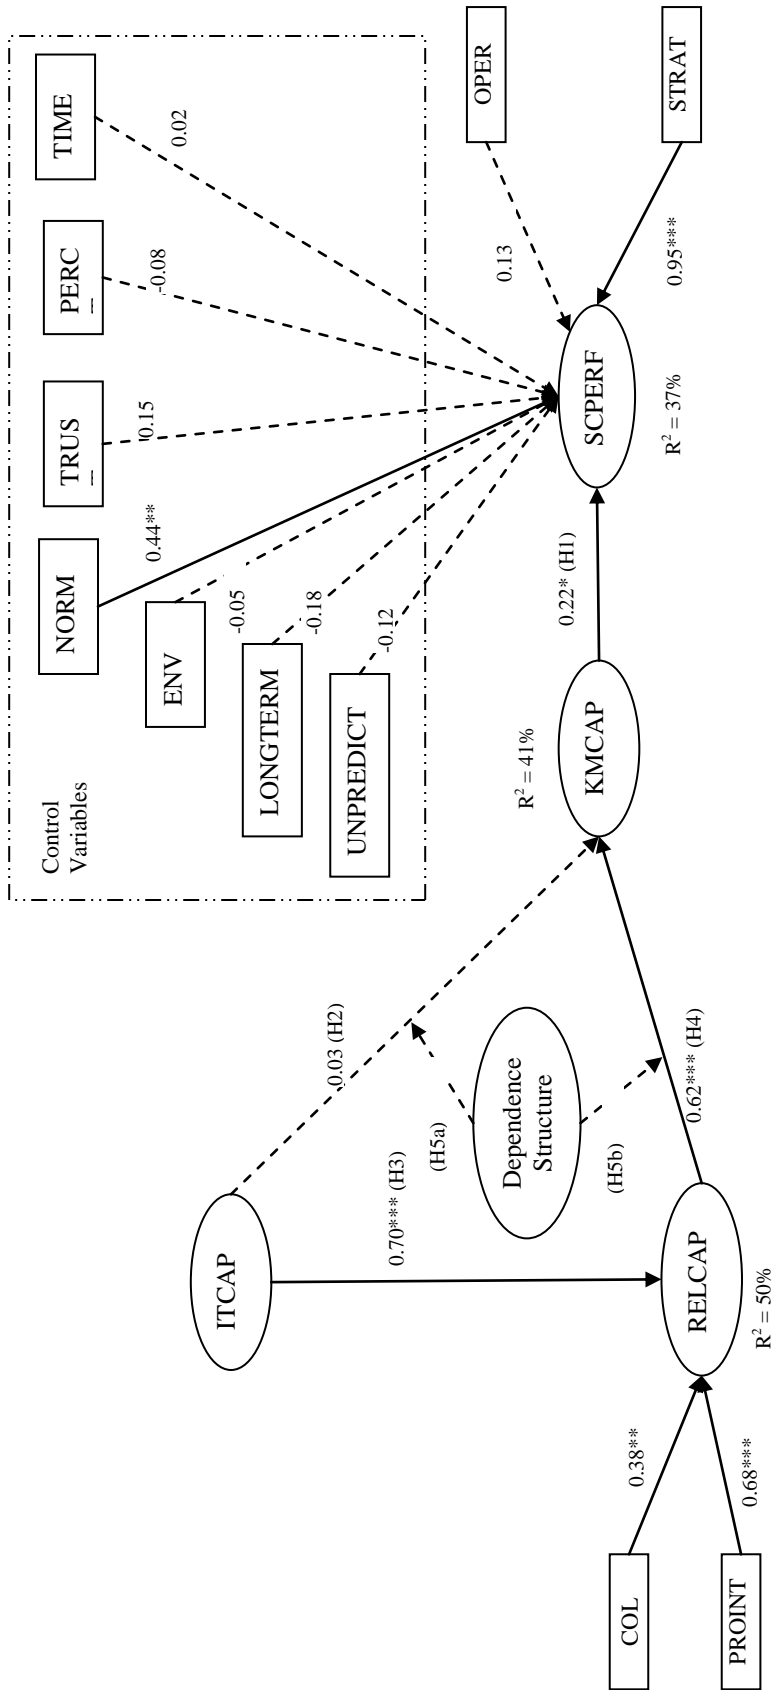 Control
Variables
NORM
TRUS
PERC
TIME
ENV
LONGTERM
UNPREDICT
0.44**
0.15
-0.08
0.02
-0.05
-0.18
-0.12
ITCAP
0.03 (H2)
0.70*** (H3)
(H5a)
Dependence
Structure
(H5b)
R² = 41%
KMCAP
0.22* (H1)
SCPERF
R² = 37%
0.13
OPER
0.95***
STRAT
COL
0.38**
PROINT
0.68***
RELCAP
R² = 50%
0.62*** (H4)